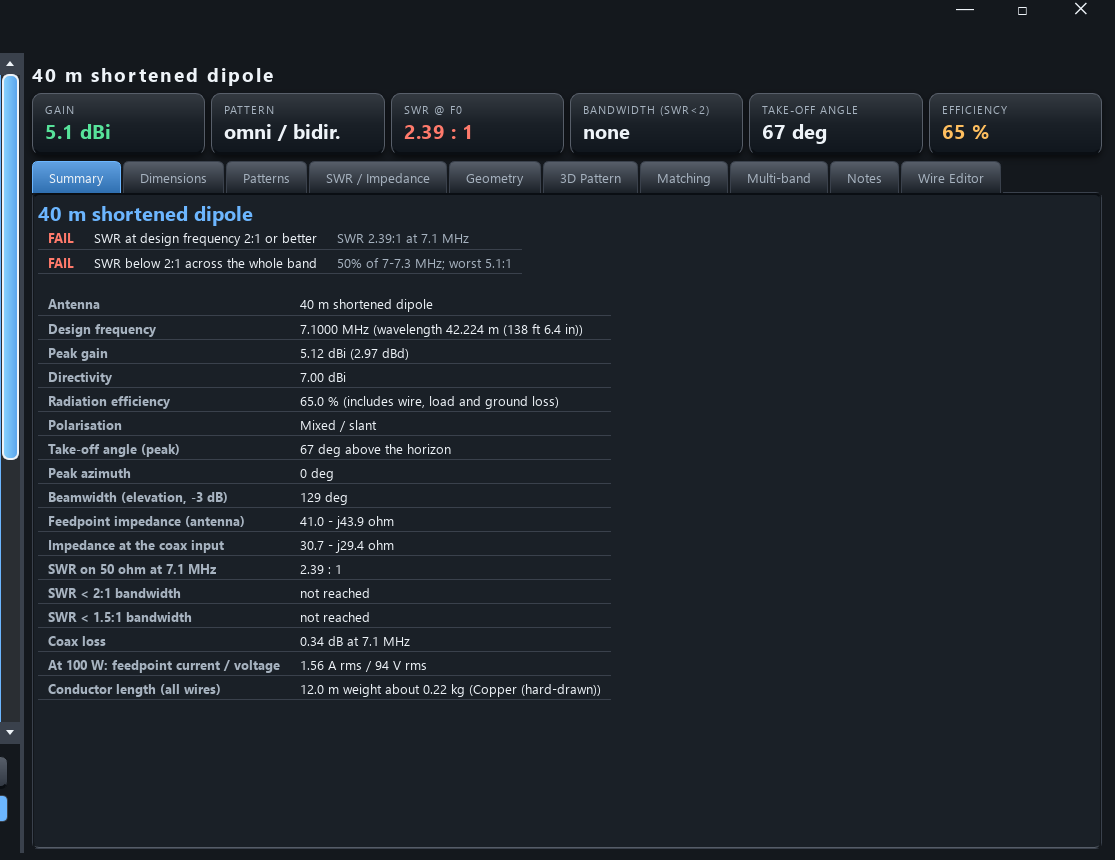 40 m shortened dipole
GAIN
5.1 dBi
PATTERN
omni / bidir.
SWR @ F0
2.39 : 1
BANDWIDTH (SWR<2)
none
TAKE-OFF ANGLE
67 deg
EFFICIENCY
65 %
Summary Dimensions Patterns SWR / Impedance Geometry 3D Pattern Matching Multi-band Notes Wire Editor
40 m shortened dipole
FAIL SWR at design frequency 2:1 or better SWR 2.39:1 at 7.1 MHz
FAIL SWR below 2:1 across the whole band 50% of 7-7.3 MHz; worst 5.1:1
Antenna 40 m shortened dipole
Design frequency 7.1000 MHz (wavelength 42.224 m (138 ft 6.4 in))
Peak gain 5.12 dBi (2.97 dBd)
Directivity 7.00 dBi
Radiation efficiency 65.0 % (includes wire, load and ground loss)
Polarisation Mixed / slant
Take-off angle (peak) 67 deg above the horizon
Peak azimuth 0 deg
Beamwidth (elevation, -3 dB) 129 deg
Feedpoint impedance (antenna) 41.0 - j43.9 ohm
Impedance at the coax input 30.7 - j29.4 ohm
SWR on 50 ohm at 7.1 MHz 2.39 : 1
SWR < 2:1 bandwidth not reached
SWR < 1.5:1 bandwidth not reached
Coax loss 0.34 dB at 7.1 MHz
At 100 W: feedpoint current / voltage 1.56 A rms / 94 V rms
Conductor length (all wires) 12.0 m weight about 0.22 kg (Copper (hard-drawn))